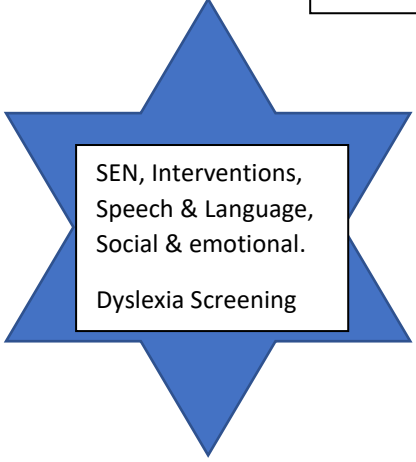 SEN, Interventions,
Speech & Language,
Social & emotional.
Dyslexia Screening